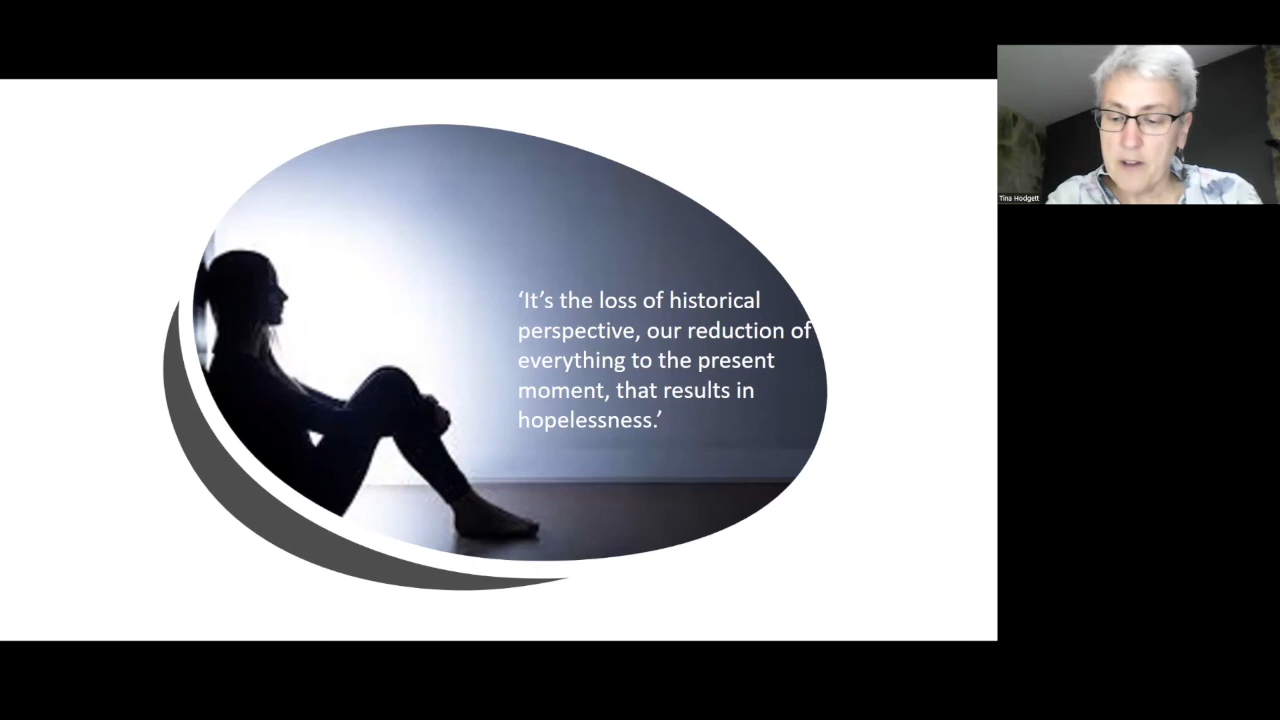 ‘It’s the loss of historical
perspective, our reduction of
everything to the present
moment, that results in
hopelessness.’
Tina Hodgett